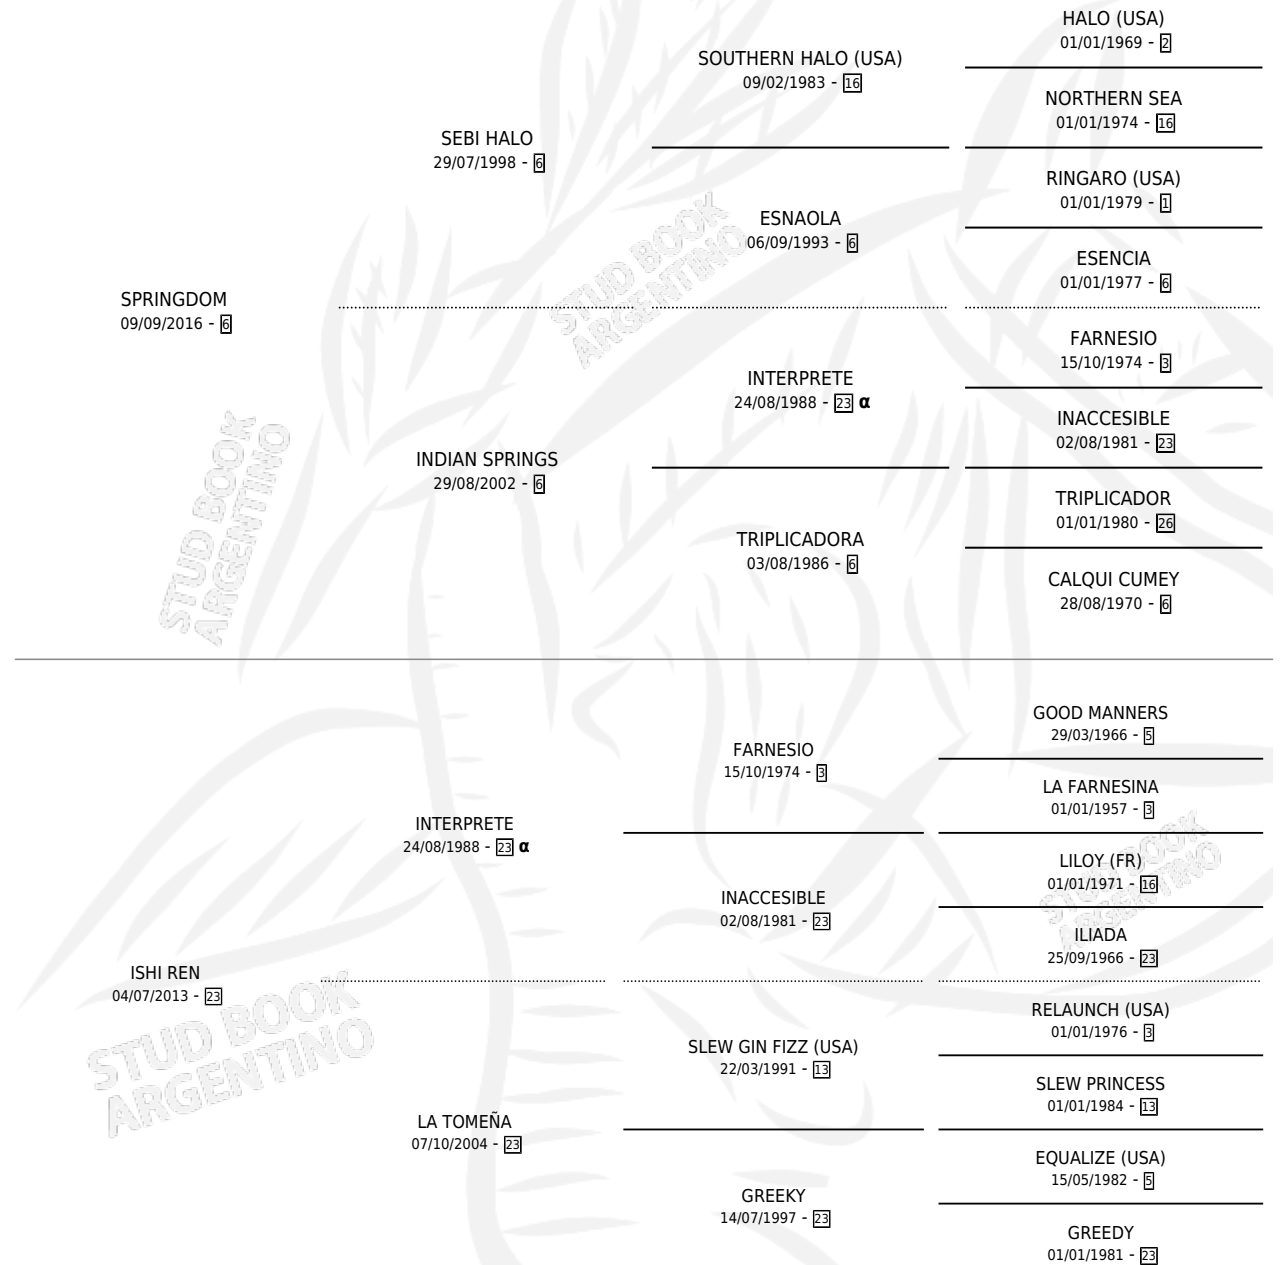 HALO (USA)
01/01/1969 - 2
SOUTHERN HALO (USA)
09/02/1983 - 16
NORTHERN SEA
01/01/1974 - 16
SEBI HALO
29/07/1998 - 6
RINGARO (USA)
01/01/1979 - 1
ESNAOLA
06/09/1993 - 6
ESENCIA
01/01/1977 - 6
STUD BOOK
ARGENTINO
SPRINGDOM
09/09/2016 - 6
FARNESIO
15/10/1974 - 3
INTERPRETE
24/08/1988 - 23 α
INACCESIBLE
02/08/1981 - 23
INDIAN SPRINGS
29/08/2002 - 6
TRIPLICADOR
01/01/1980 - 26
TRIPLICADORA
03/08/1986 - 6
CALQUI CUMEY
28/08/1970 - 6
STUD BOOK
ARGENTINO
GOOD MANNERS
29/03/1966 - 5
FARNESIO
15/10/1974 - 3
LA FARNESINA
01/01/1957 - 3
INTERPRETE
24/08/1988 - 23 α
LILOY (FR)
01/01/1971 - 16
INACCESIBLE
02/08/1981 - 23
ILIADA
25/09/1966 - 23
STUD BOOK
ARGENTINO
ISHI REN
04/07/2013 - 23
RELAUNCH (USA)
01/01/1976 - 3
SLEW GIN FIZZ (USA)
22/03/1991 - 13
SLEW PRINCESS
01/01/1984 - 13
LA TOMEÑA
07/10/2004 - 23
EQUALIZE (USA)
15/05/1982 - 5
GREEKY
14/07/1997 - 23
GREEDY
01/01/1981 - 23
STUD BOOK
ARGENTINO